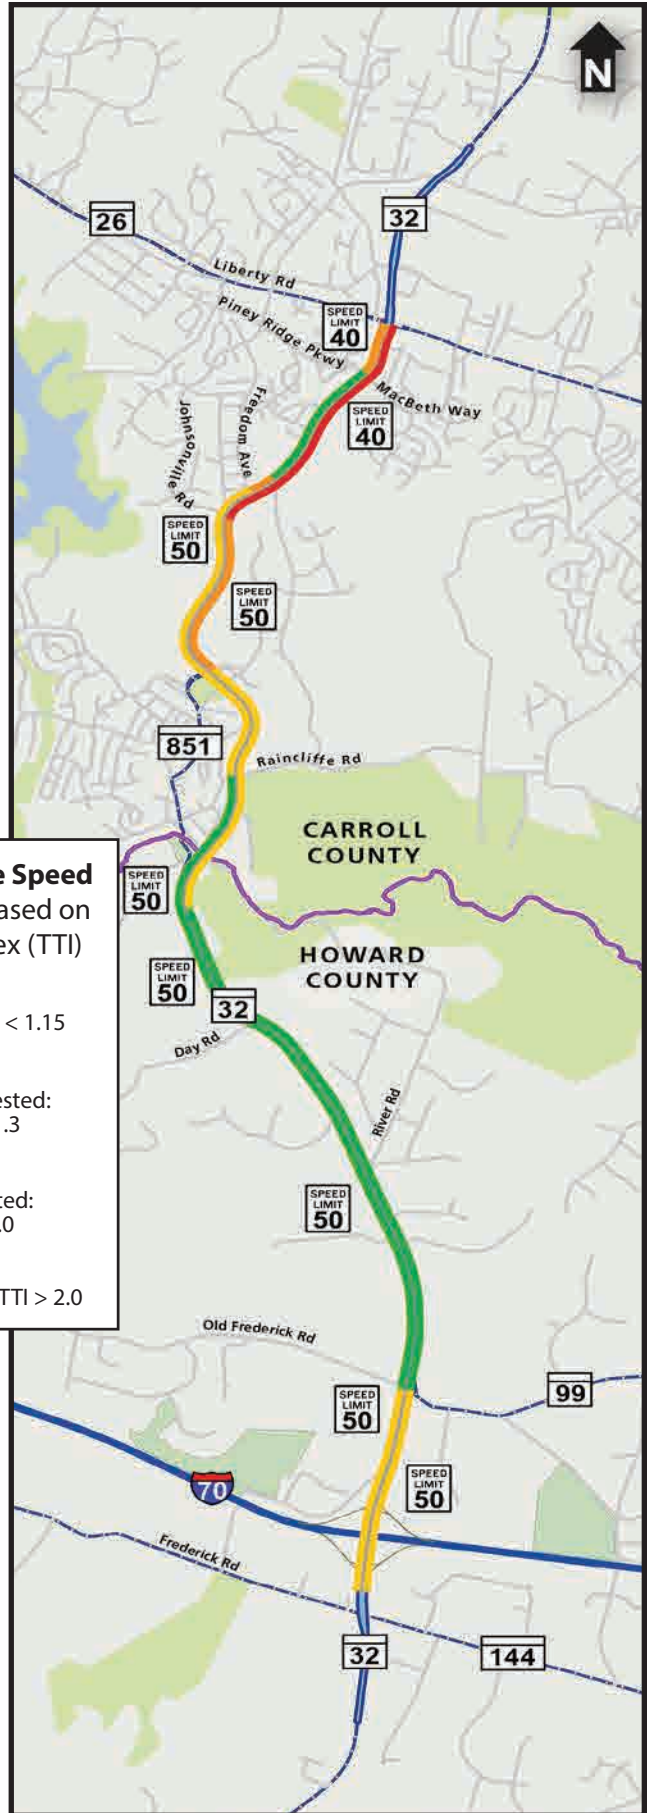 N
26
32
Liberty Rd
Piney Ridge Pkwy
SPEED
LIMIT
40
MacBeth Way
SPEED
LIMIT
40
Freedom Ave
Johnsonville Rd
SPEED
LIMIT
50
SPEED
LIMIT
50
851
Raincliffe Rd
CARROLL
COUNTY
e Speed
ased on
ex (TTI)
< 1.15
ested:
.3
ted:
.0
TTI > 2.0
SPEED
LIMIT
50
HOWARD
COUNTY
SPEED
LIMIT
50
32
Day Rd
River Rd
SPEED
LIMIT
50
Old Frederick Rd
99
SPEED
LIMIT
50
SPEED
LIMIT
50
70
Frederick Rd
32
144